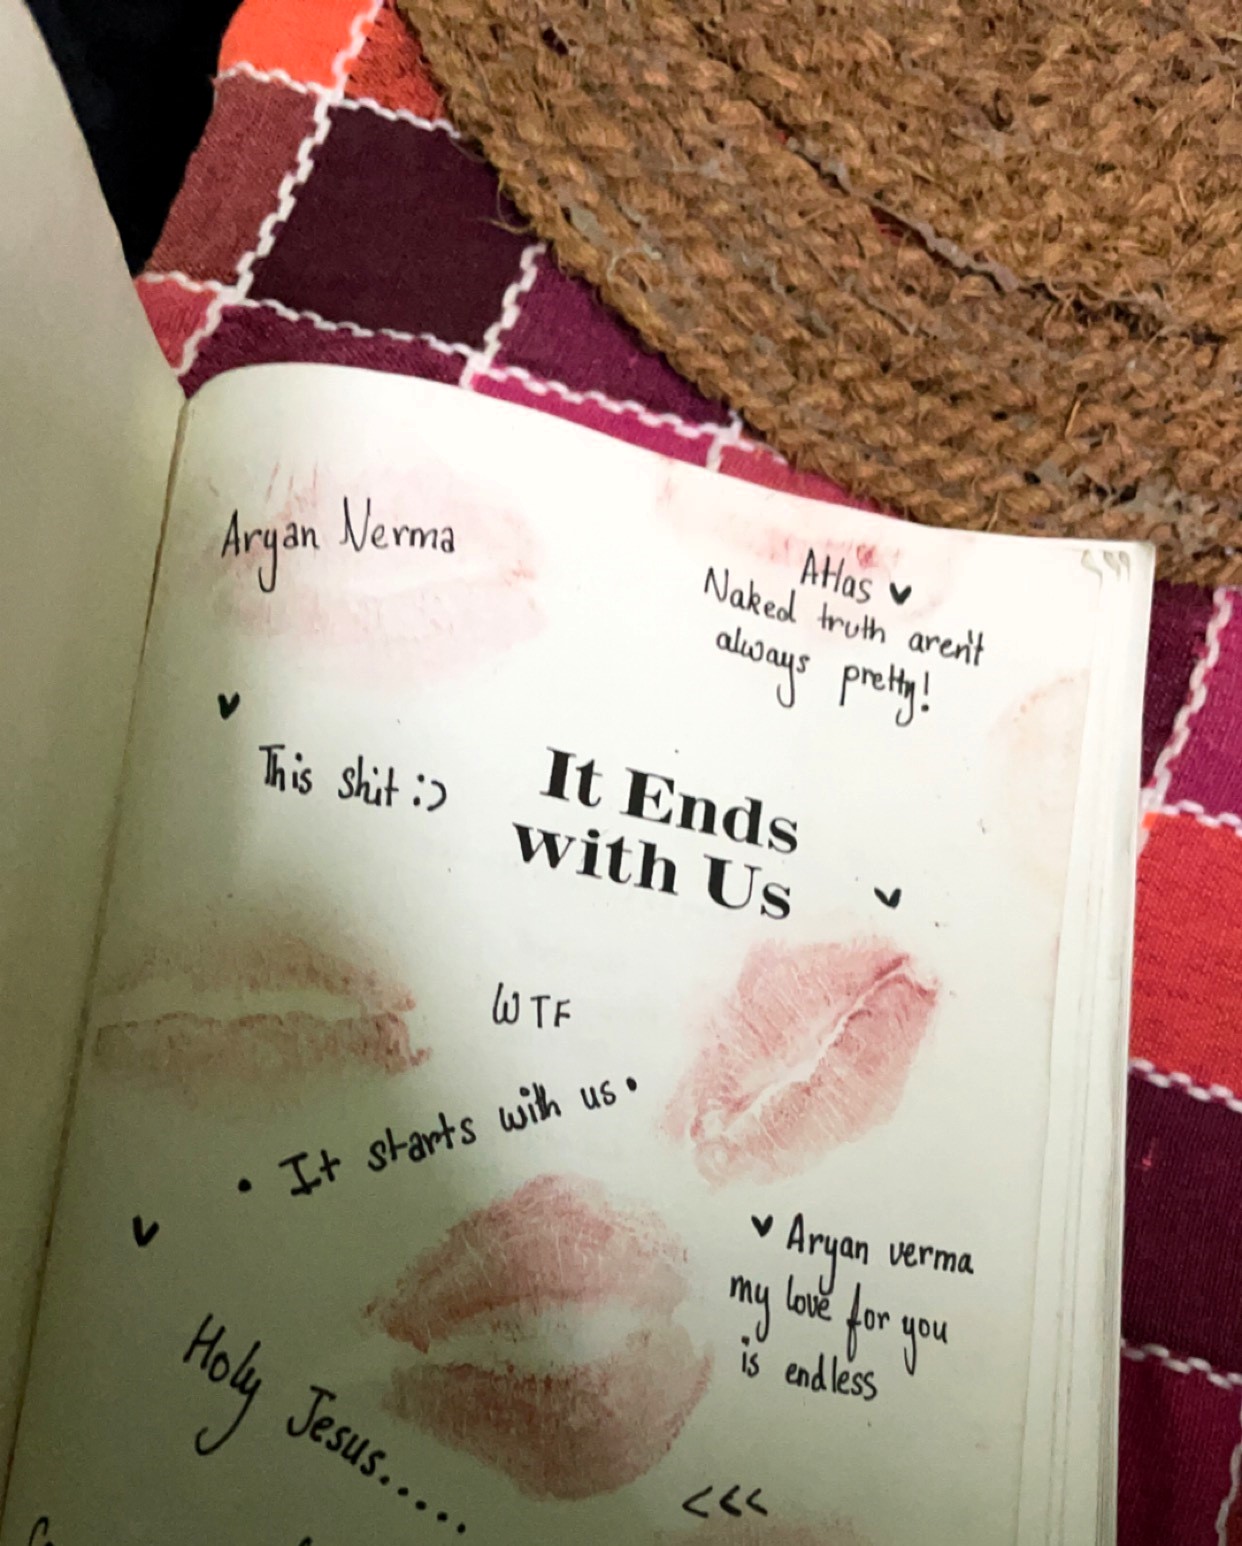 Aryan Nerma
Atlas
Naked truth aren't
always pretty!
This shit :)
It Ends
with Us
WTF
• It starts with us •
Aryan verma
my love for you
is endless
Holy Jesus.....
<<<